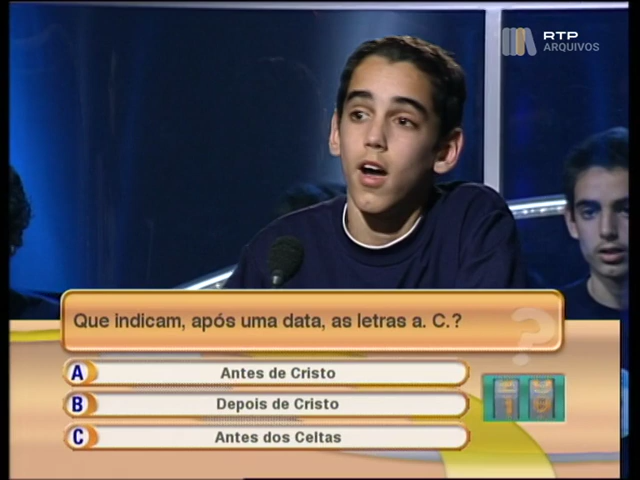 RTP
ARQUIVOS
Que indicam, após uma data, as letras a. C.?
?
A Antes de Cristo
B Depois de Cristo
C Antes dos Celtas